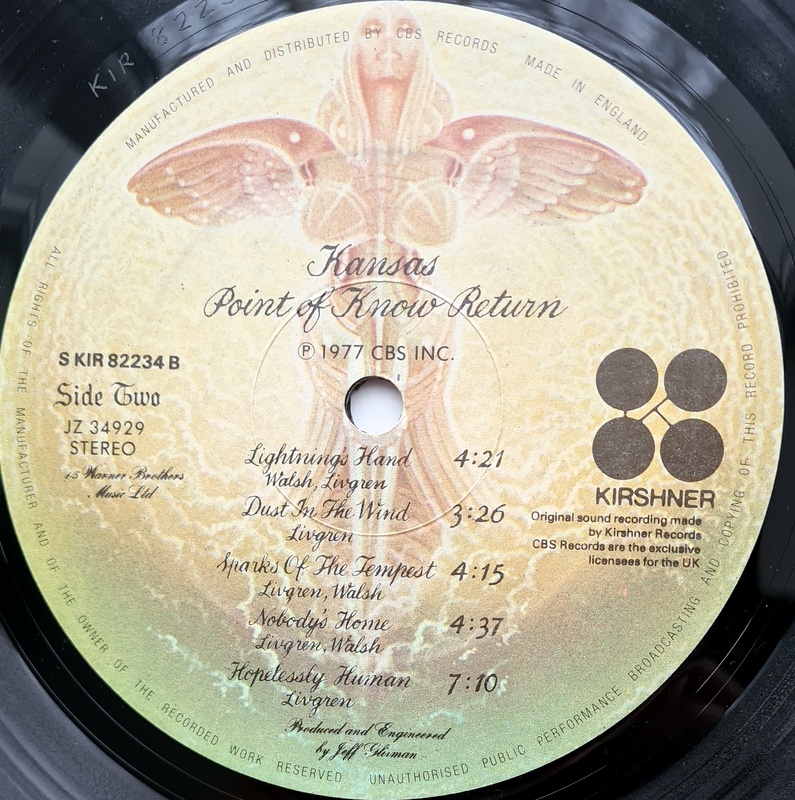 KIR 822
MANUFACTURED AND DISTRIBUTED BY CBS RECORDS MADE IN ENGLAND
Kansas
Point of Know Return
℗ 1977 CBS INC.
S KIR 82234 B
Side Two
JZ 34929
STEREO
1-5 Warner Brothers
Music Ltd
KIRSHNER
Original sound recording made
by Kirshner Records
CBS Records are the exclusive
licensees for the UK
Lightning's Hand 4:21
Walsh, Livgren
Dust In The Wind 3:26
Livgren
Sparks Of The Tempest 4:15
Livgren, Walsh
Nobody's Home 4:37
Livgren, Walsh
Hopelessly Human 7:10
Livgren
Produced and Engineered
by Jeff Glixman
ALL RIGHTS OF THE MANUFACTURER AND OF THE OWNER OF THE RECORDED WORK RESERVED UNAUTHORISED PUBLIC PERFORMANCE BROADCASTING AND COPYING OF THIS RECORD PROHIBITED